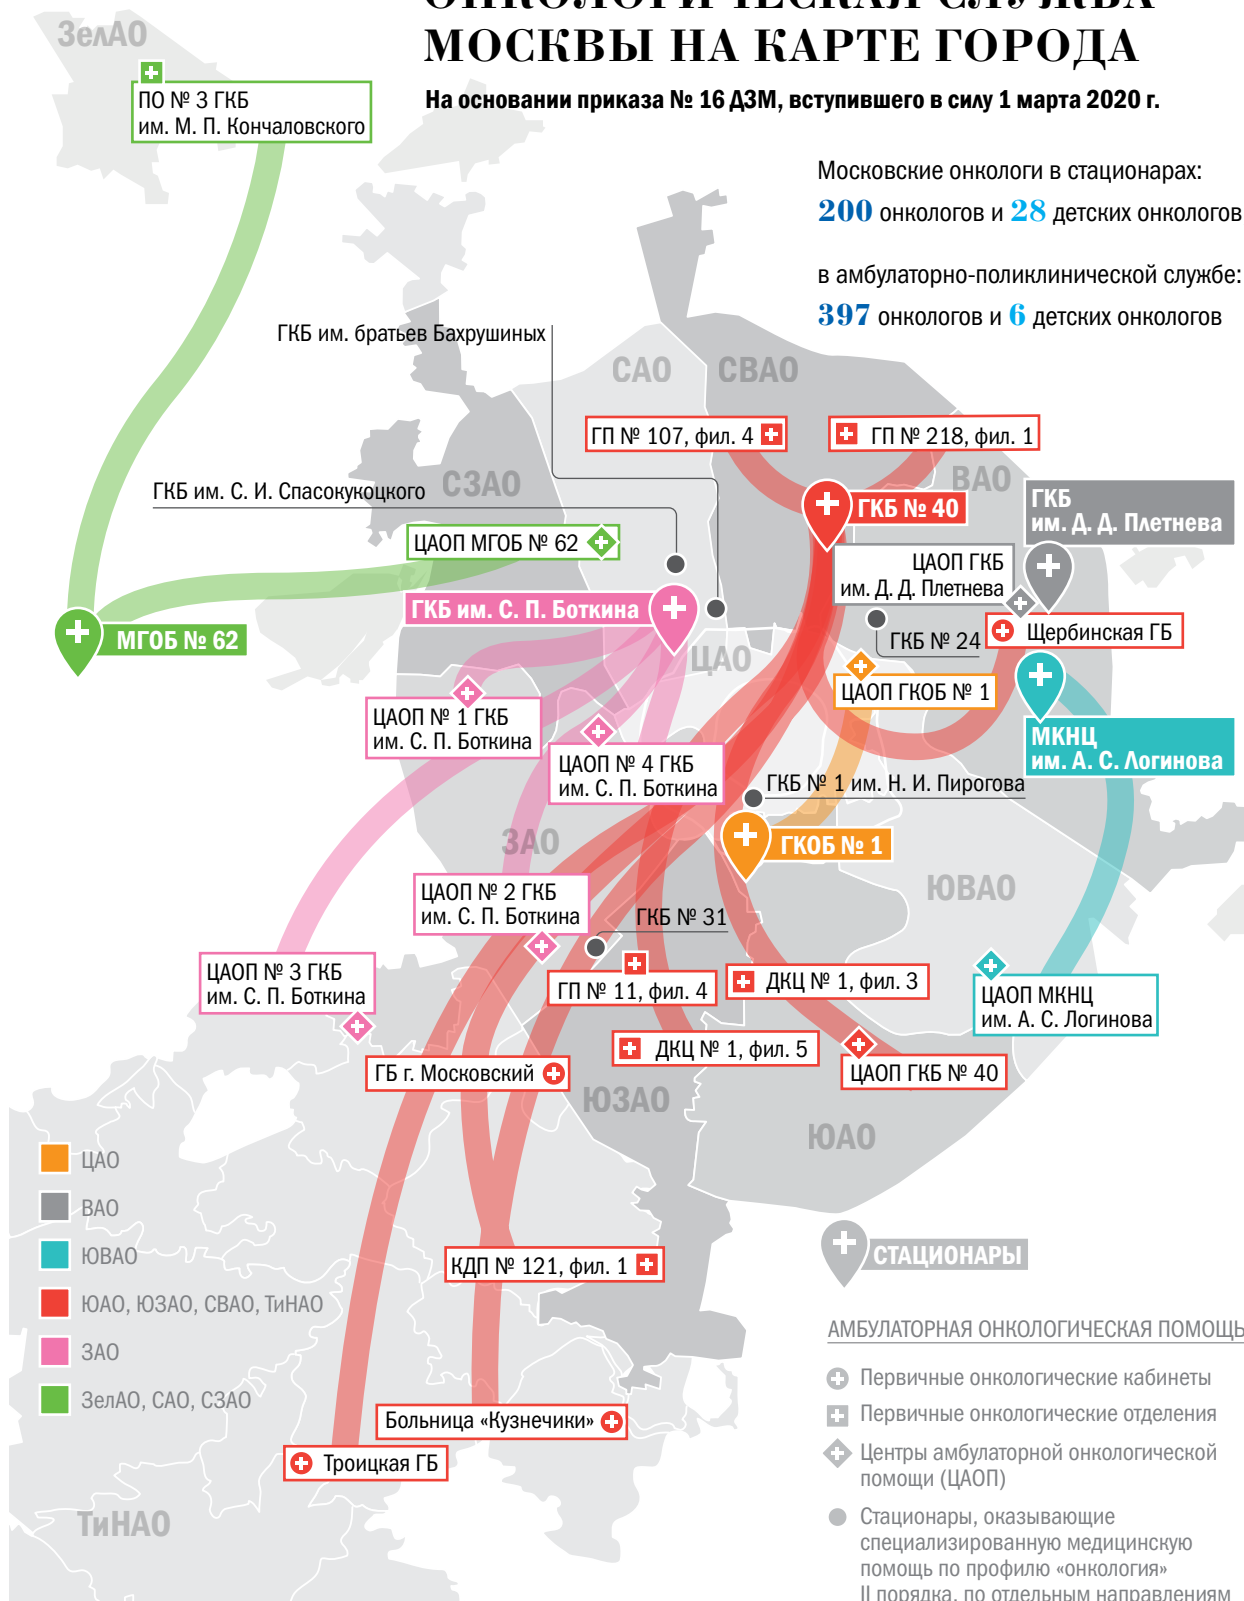 ОНКОЛОГИЧЕСКАЯ СЛУЖБА
МОСКВЫ НА КАРТЕ ГОРОДА
На основании приказа № 16 ДЗМ, вступившего в силу 1 марта 2020 г.
ЗелАО
ПО № 3 ГКБ
им. М. П. Кончаловского
Московские онкологи в стационарах:
200 онкологов и 28 детских онкологов
в амбулаторно-поликлинической службе:
397 онкологов и 6 детских онкологов
ГКБ им. братьев Бахрушиных
САО
СВАО
ГП № 107, фил. 4
ГП № 218, фил. 1
ВАО
СЗАО
ГКБ им. С. И. Спасокукоцкого
ГКБ № 40
ГКБ
им. Д. Д. Плетнева
ЦАОП МГОБ № 62
ЦАОП ГКБ
им. Д. Д. Плетнева
ГКБ им. С. П. Боткина
МГОБ № 62
ГКБ № 24
Щербинская ГБ
ЦАО
ЦАОП ГКОБ № 1
ЦАОП № 1 ГКБ
им. С. П. Боткина
МКНЦ
им. А. С. Логинова
ЦАОП № 4 ГКБ
им. С. П. Боткина
ГКБ № 1 им. Н. И. Пирогова
ЗАО
ГКОБ № 1
ЮВАО
ЦАОП № 2 ГКБ
им. С. П. Боткина
ГКБ № 31
ЦАОП № 3 ГКБ
им. С. П. Боткина
ГП № 11, фил. 4
ДКЦ № 1, фил. 3
ЦАОП МКНЦ
им. А. С. Логинова
ДКЦ № 1, фил. 5
ГБ г. Московский
ЦАОП ГКБ № 40
ЮЗАО
ЮАО
ЦАО
ВАО
ЮВАО
ЮАО, ЮЗАО, СВАО, ТиНАО
ЗАО
ЗелАО, САО, СЗАО
КДП № 121, фил. 1
Больница «Кузнечики»
Троицкая ГБ
ТиНАО
СТАЦИОНАРЫ
АМБУЛАТОРНАЯ ОНКОЛОГИЧЕСКАЯ ПОМОЩЬ
Первичные онкологические кабинеты
Первичные онкологические отделения
Центры амбулаторной онкологической
помощи (ЦАОП)
Стационары, оказывающие
специализированную медицинскую
помощь по профилю «онкология»
II порядка, по отдельным направлениям